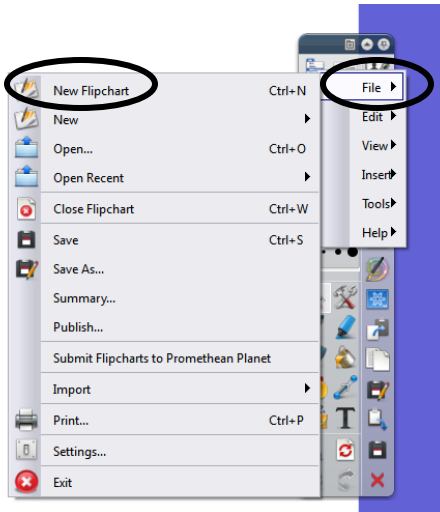 New Flipchart Ctrl+N
New
Open... Ctrl+O
Open Recent
Close Flipchart Ctrl+W
Save Ctrl+S
Save As...
Summary...
Publish...
Submit Flipcharts to Promethean Planet
Import
Print... Ctrl+P
Settings...
Exit
File
Edit
View
Insert
Tools
Help
T